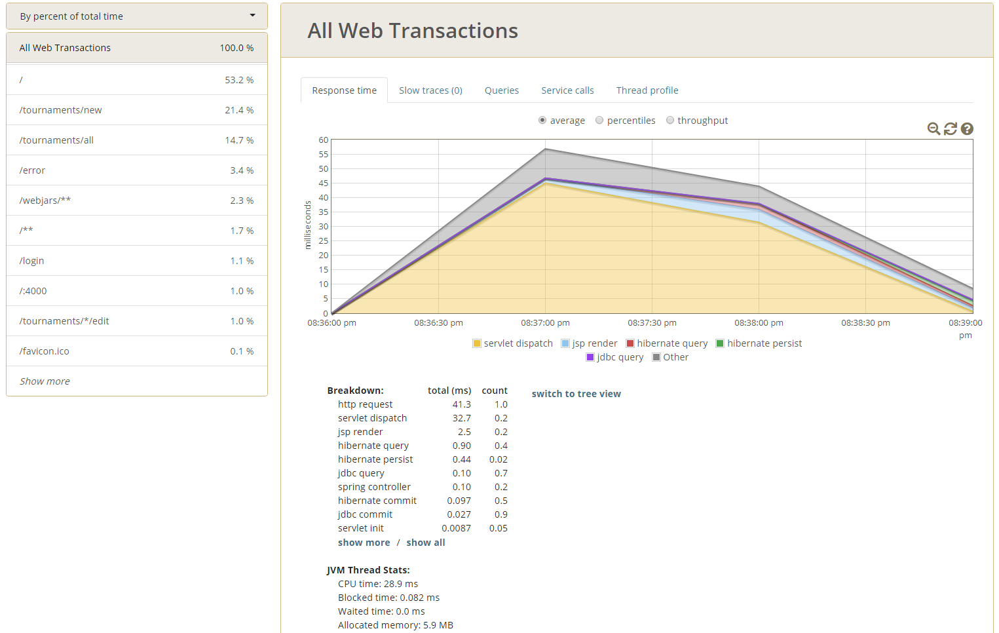 By percent of total time
All Web Transactions 100.0 %
/ 53.2 %
/tournaments/new 21.4 %
/tournaments/all 14.7 %
/error 3.4 %
/webjars/** 2.3 %
/** 1.7 %
/login 1.1 %
/:4000 1.0 %
/tournaments/*/edit 1.0 %
/favicon.ico 0.1 %
Show more
All Web Transactions
Response time Slow traces (0) Queries Service calls Thread profile
average percentiles throughput
milliseconds
60
55
50
45
40
35
30
25
20
15
10
5
0
08:36:00 pm 08:36:30 pm 08:37:00 pm 08:37:30 pm 08:38:00 pm 08:38:30 pm 08:39:00
pm
servlet dispatch jsp render hibernate query hibernate persist
jdbc query Other
Breakdown: total (ms) count
switch to tree view
http request 41.3 1.0
servlet dispatch 32.7 0.2
jsp render 2.5 0.2
hibernate query 0.90 0.4
hibernate persist 0.44 0.02
jdbc query 0.10 0.7
spring controller 0.10 0.2
hibernate commit 0.097 0.5
jdbc commit 0.027 0.9
servlet init 0.0087 0.05
show more / show all
JVM Thread Stats:
CPU time: 28.9 ms
Blocked time: 0.082 ms
Waited time: 0.0 ms
Allocated memory: 5.9 MB